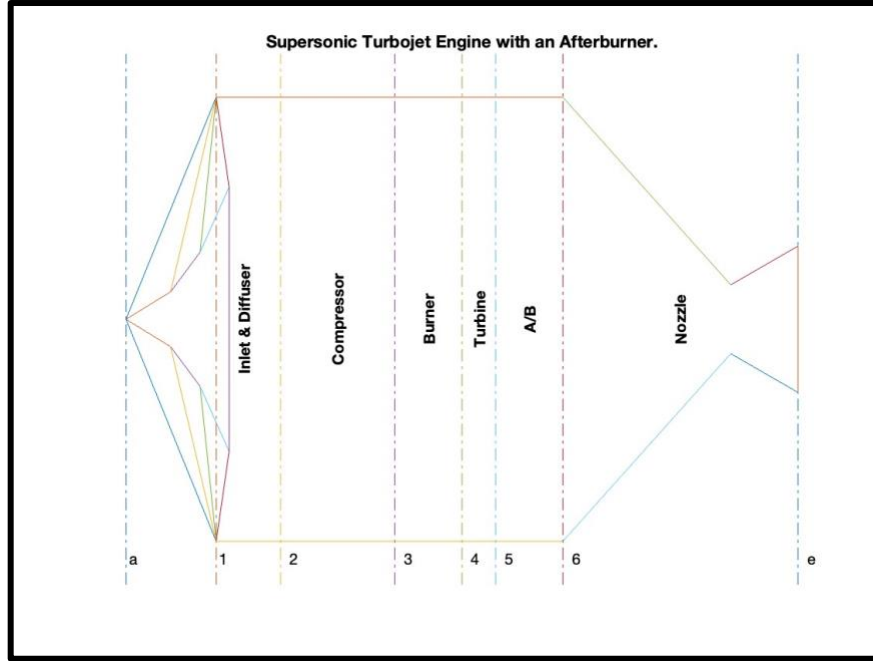 Supersonic Turbojet Engine with an Afterburner.
Inlet & Diffuser
Compressor
Burner
Turbine
A/B
Nozzle
a
1
2
3
4
5
6
e